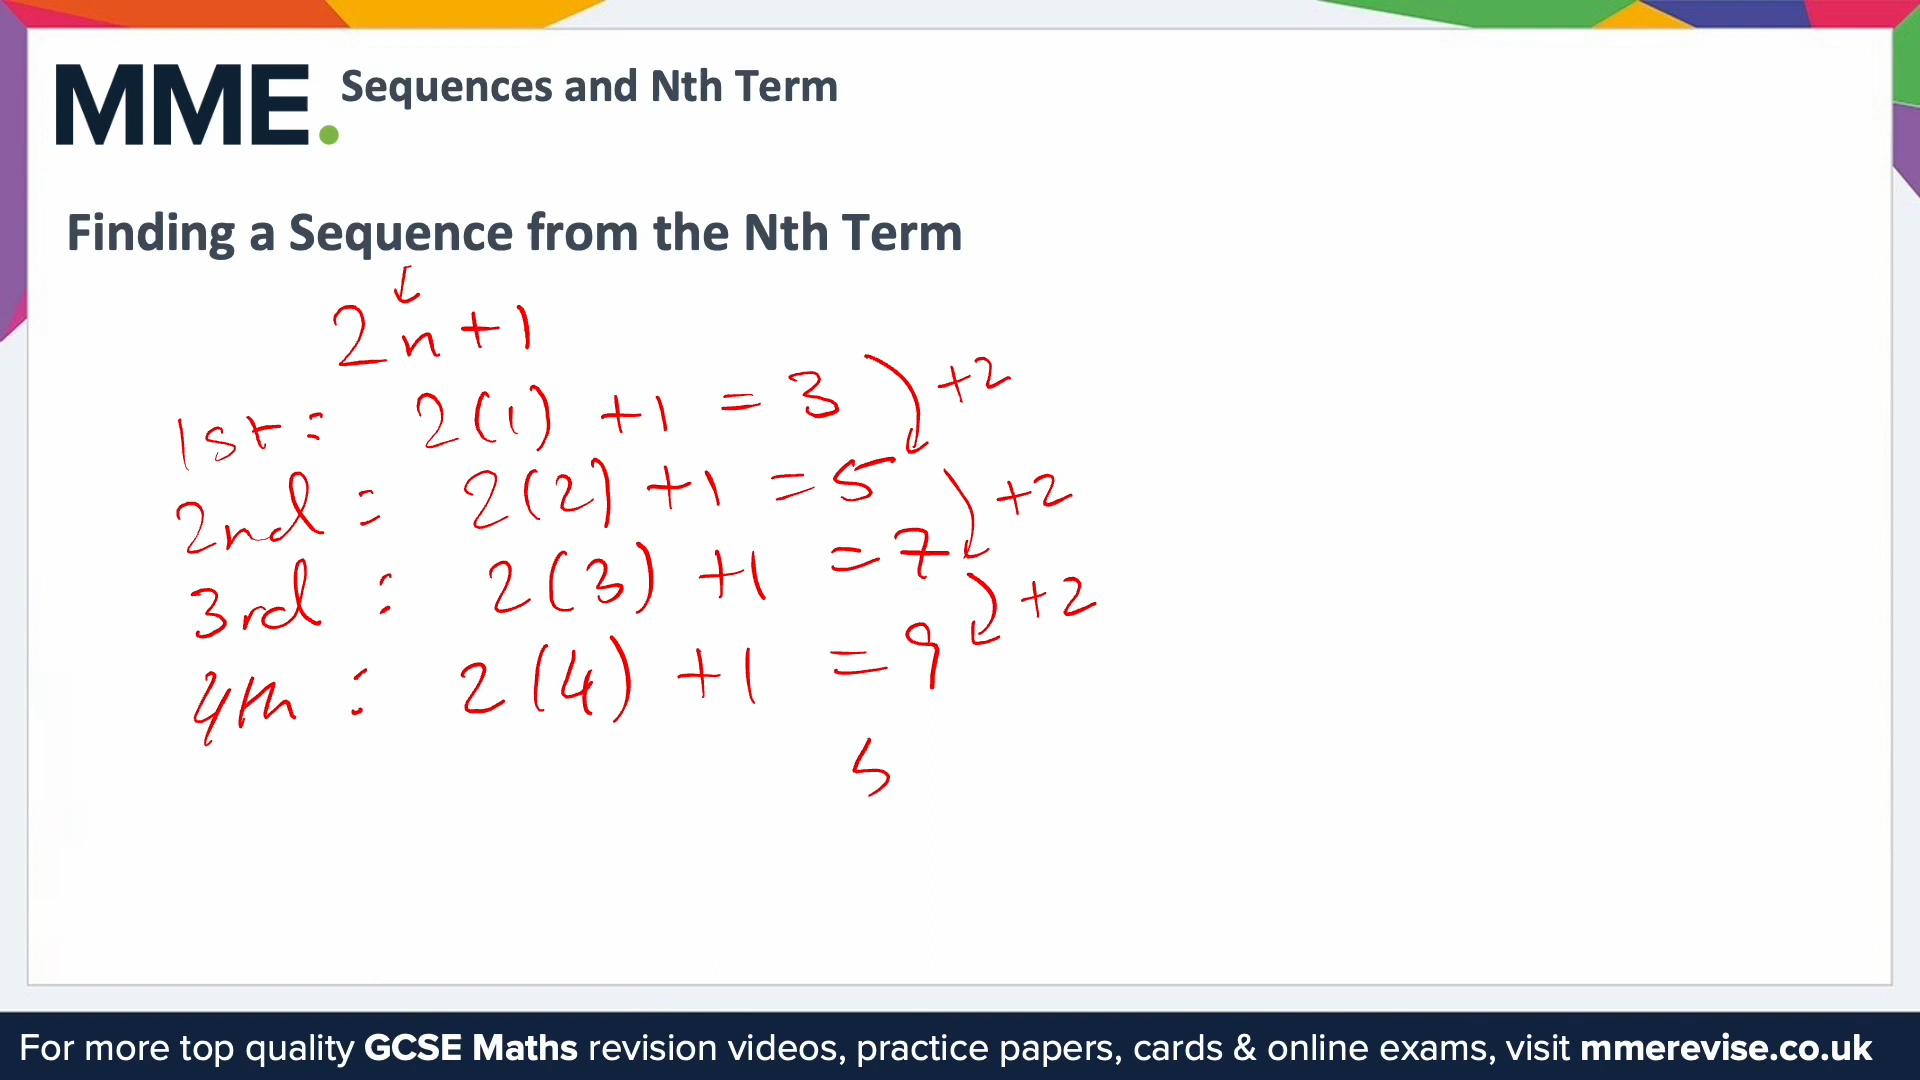 MME. Sequences and Nth Term
Finding a Sequence from the Nth Term
2n+1
1st: 2(1) +1 = 3 +2
2nd: 2(2) +1 = 5 +2
3rd: 2(3) +1 = 7 +2
4th: 2(4) +1 = 9
For more top quality GCSE Maths revision videos, practice papers, cards & online exams, visit mmerevise.co.uk